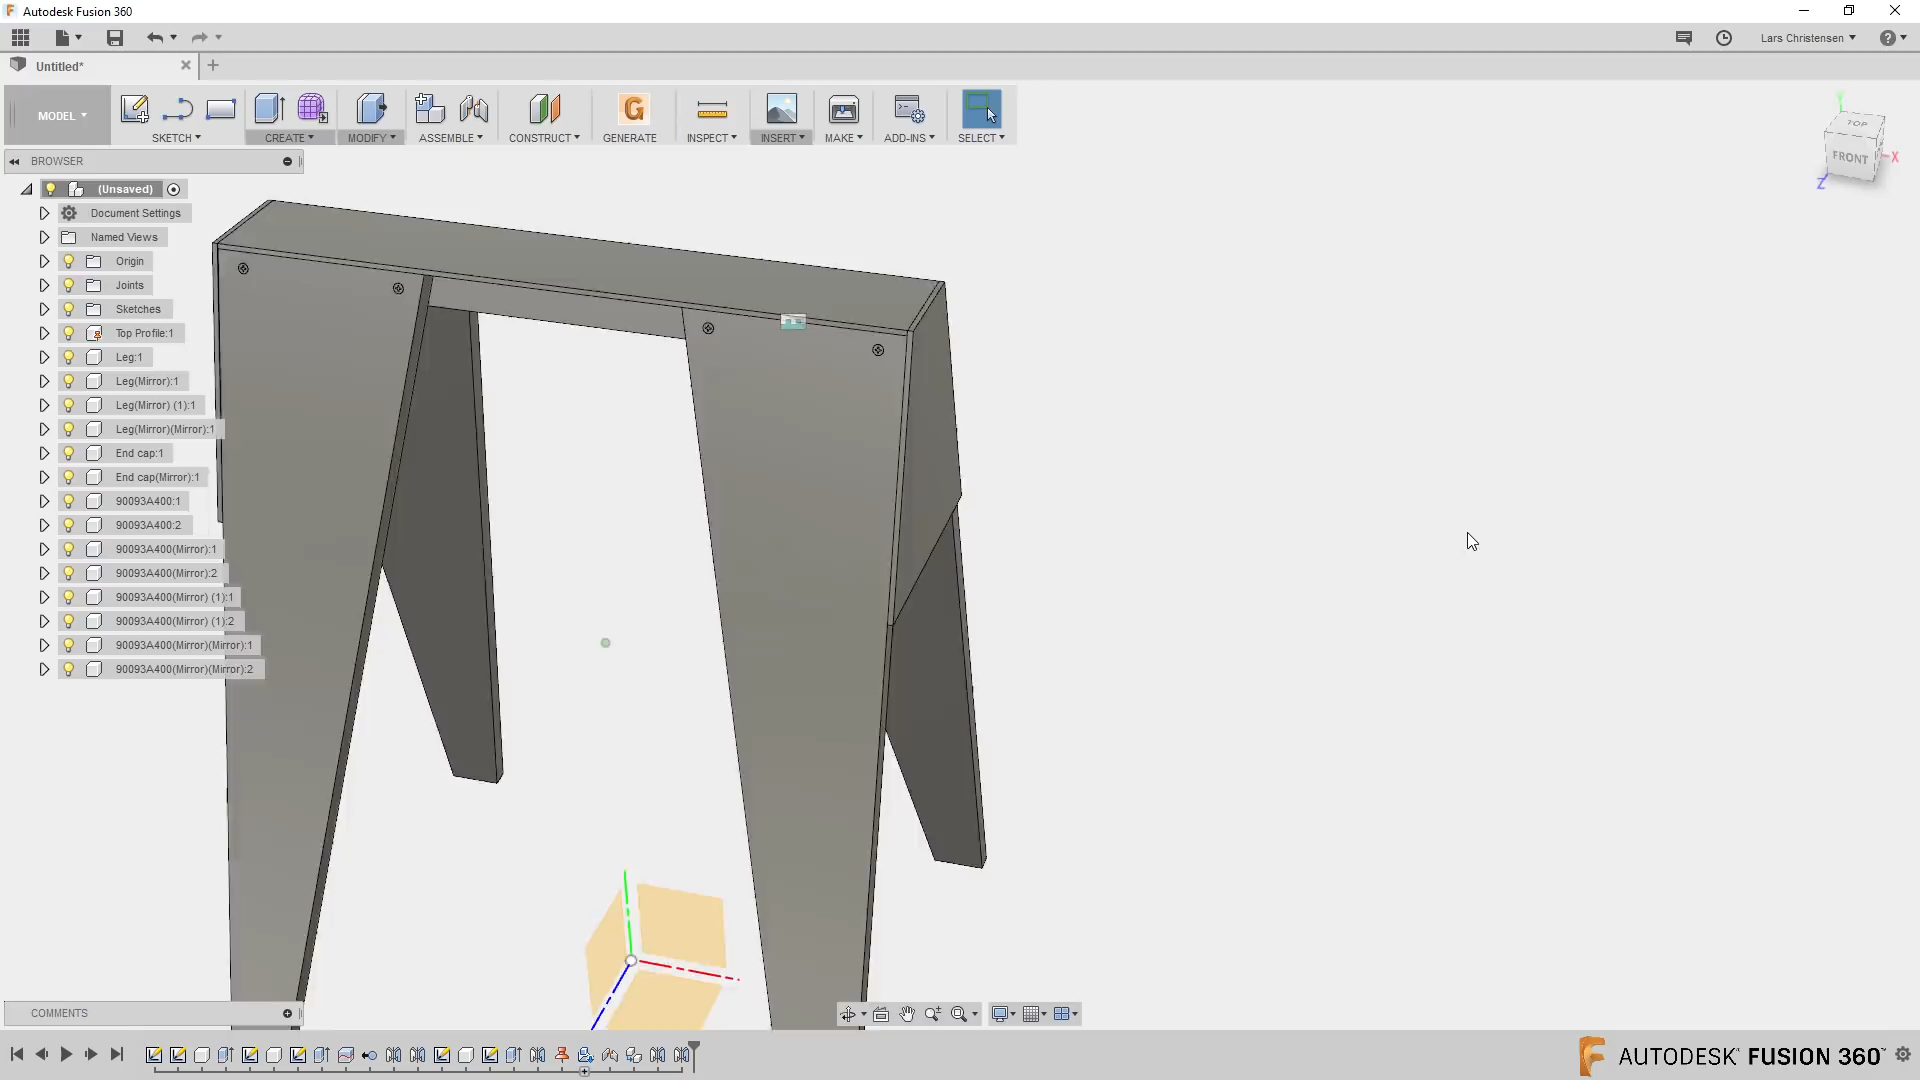 Autodesk Fusion 360
Lars Christensen
Untitled*
MODEL
SKETCH
CREATE
MODIFY
ASSEMBLE
CONSTRUCT
GENERATE
INSPECT
INSERT
MAKE
ADD-INS
SELECT
TOP
FRONT
X
Z
BROWSER
(Unsaved)
Document Settings
Named Views
Origin
Joints
Sketches
Top Profile:1
Leg:1
Leg(Mirror):1
Leg(Mirror) (1):1
Leg(Mirror)(Mirror):1
End cap:1
End cap(Mirror):1
90093A400:1
90093A400:2
90093A400(Mirror):1
90093A400(Mirror):2
90093A400(Mirror) (1):1
90093A400(Mirror) (1):2
90093A400(Mirror)(Mirror):1
90093A400(Mirror)(Mirror):2
COMMENTS
AUTODESK® FUSION 360™